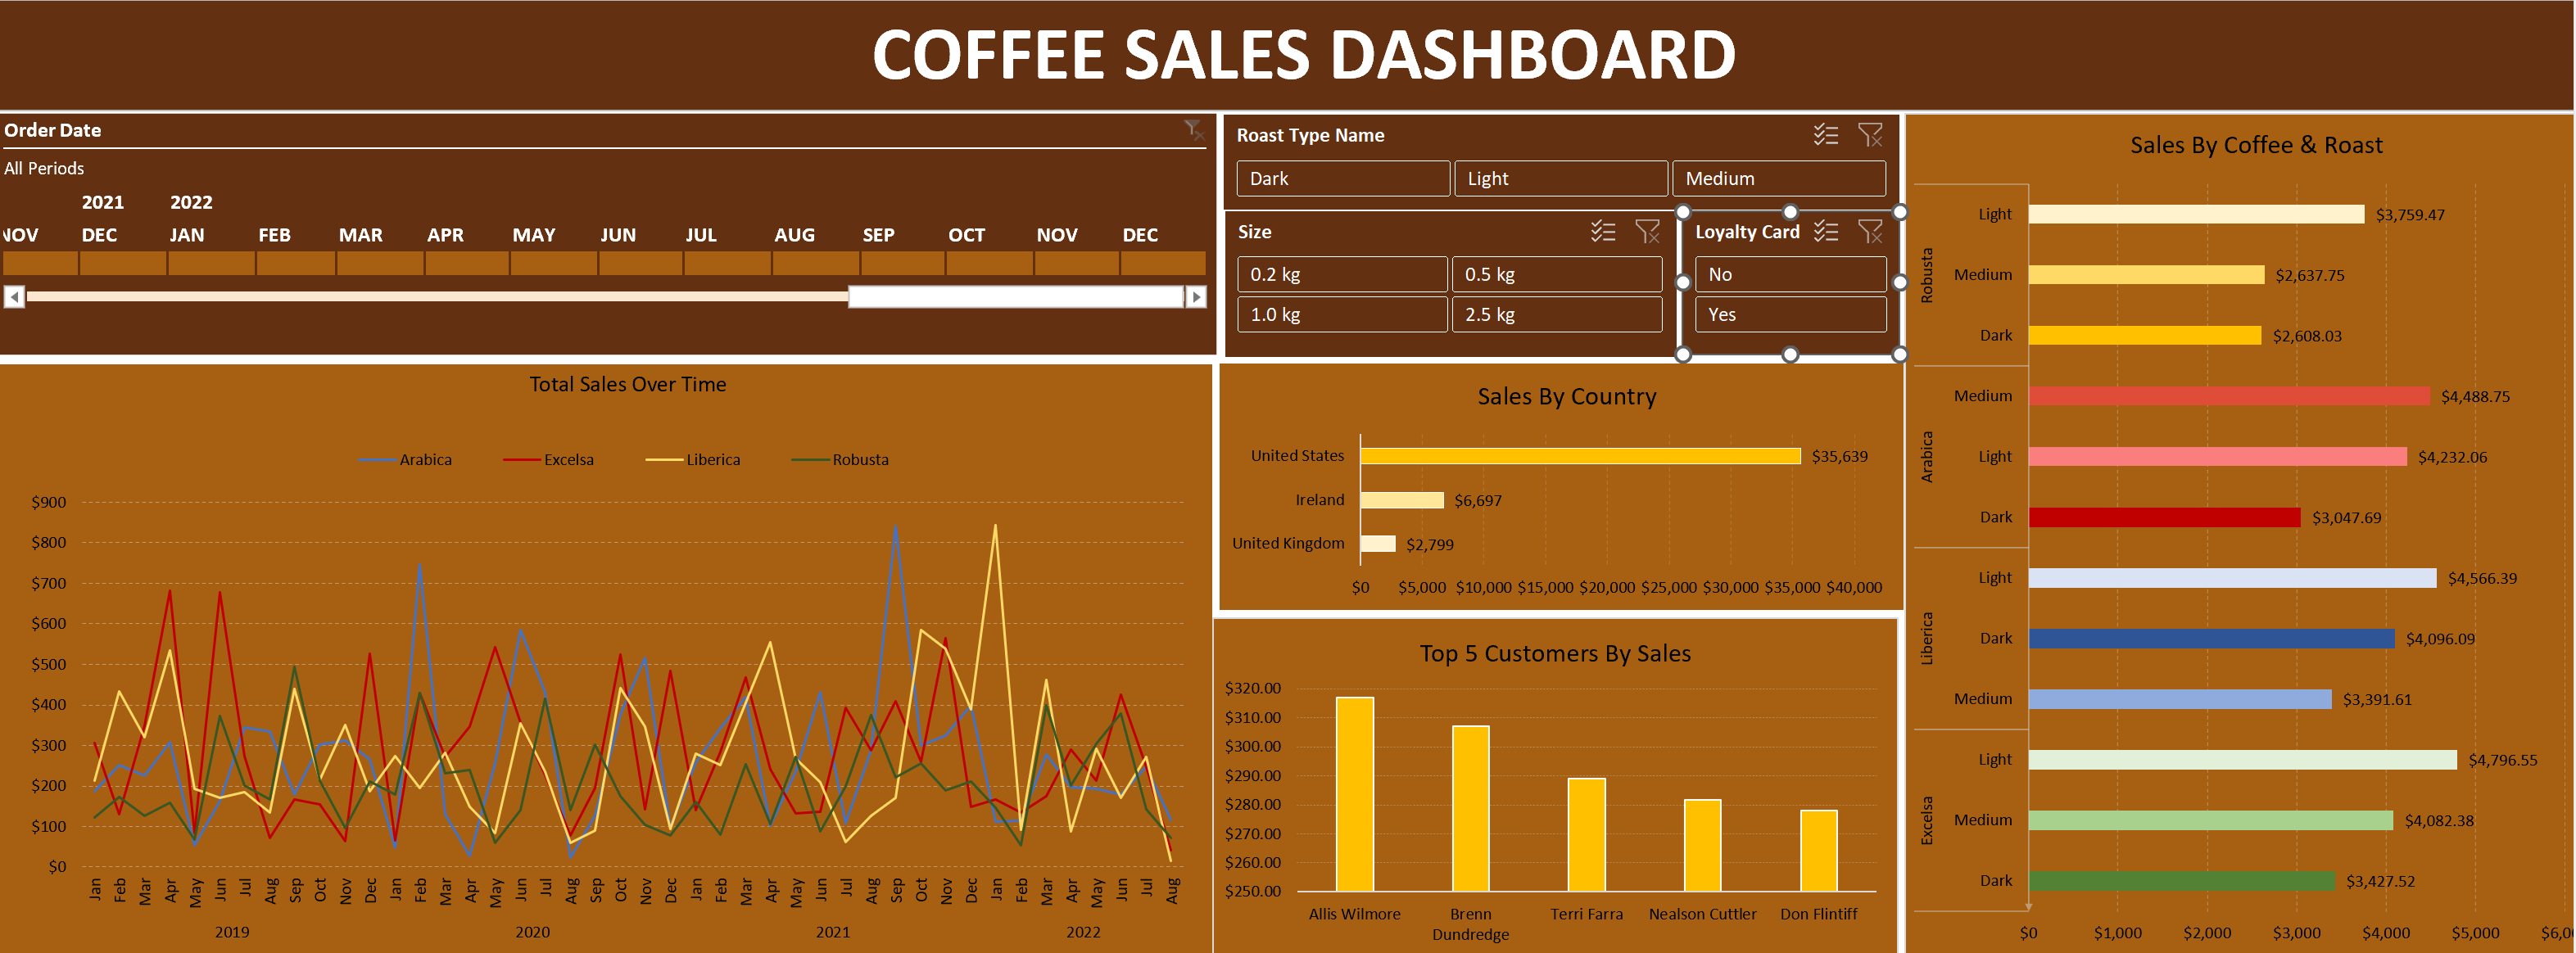 COFFEE SALES DASHBOARD
Order Date
All Periods
2021 2022
NOV DEC JAN FEB MAR APR MAY JUN JUL AUG SEP OCT NOV DEC
Roast Type Name
Dark Light Medium
Size
0.2 kg 0.5 kg
1.0 kg 2.5 kg
Loyalty Card
No
Yes
Total Sales Over Time
Arabica Excelsa Liberica Robusta
$900
$800
$700
$600
$500
$400
$300
$200
$100
$0
Jan Feb Mar Apr May Jun Jul Aug Sep Oct Nov Dec Jan Feb Mar Apr May Jun Jul Aug Sep Oct Nov Dec Jan Feb Mar Apr May Jun Jul Aug Sep Oct Nov Dec Jan Feb Mar Apr May Jun Jul Aug
2019 2020 2021 2022
Sales By Country
United States $35,639
Ireland $6,697
United Kingdom $2,799
$0 $5,000 $10,000 $15,000 $20,000 $25,000 $30,000 $35,000 $40,000
Top 5 Customers By Sales
$320.00
$310.00
$300.00
$290.00
$280.00
$270.00
$260.00
$250.00
Allis Wilmore Brenn Dundredge Terri Farra Nealson Cuttler Don Flintiff
Sales By Coffee & Roast
Robusta
Light $3,759.47
Medium $2,637.75
Dark $2,608.03
Arabica
Medium $4,488.75
Light $4,232.06
Dark $3,047.69
Liberica
Light $4,566.39
Dark $4,096.09
Medium $3,391.61
Excelsa
Light $4,796.55
Medium $4,082.38
Dark $3,427.52
$0 $1,000 $2,000 $3,000 $4,000 $5,000 $6,0